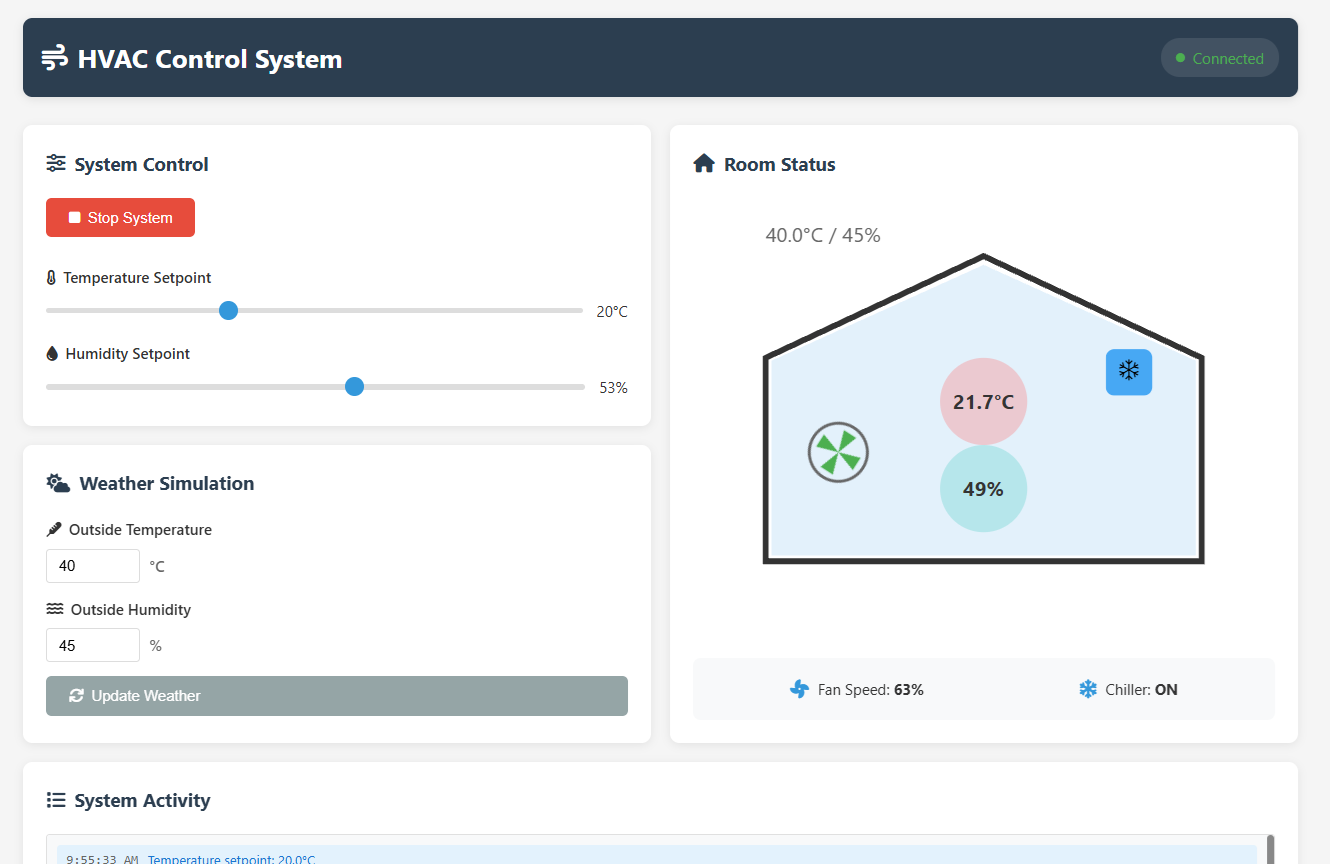 HVAC Control System
Connected
System Control
Stop System
Temperature Setpoint
20°C
Humidity Setpoint
53%
Weather Simulation
Outside Temperature
40 °C
Outside Humidity
45 %
Update Weather
Room Status
40.0°C / 45%
21.7°C
49%
Fan Speed: 63%
Chiller: ON
System Activity
9:55:33 AM Temperature setpoint: 20.0°C